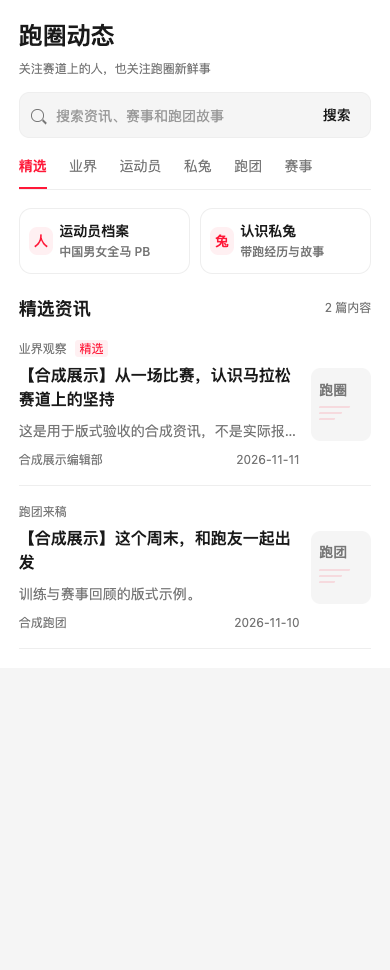 跑圈动态
关注赛道上的人，也关注跑圈新鲜事
搜索资讯、赛事和跑团故事
搜索
精选 业界 运动员 私兔 跑团 赛事
人
运动员档案
中国男女全马 PB
兔
认识私兔
带跑经历与故事
精选资讯
2 篇内容
业界观察 精选
【合成展示】从一场比赛，认识马拉松
赛道上的坚持
这是用于版式验收的合成资讯，不是实际报...
合成展示编辑部 2026-11-11
跑圈
跑团来稿
【合成展示】这个周末，和跑友一起出
发
训练与赛事回顾的版式示例。
合成跑团 2026-11-10
跑团